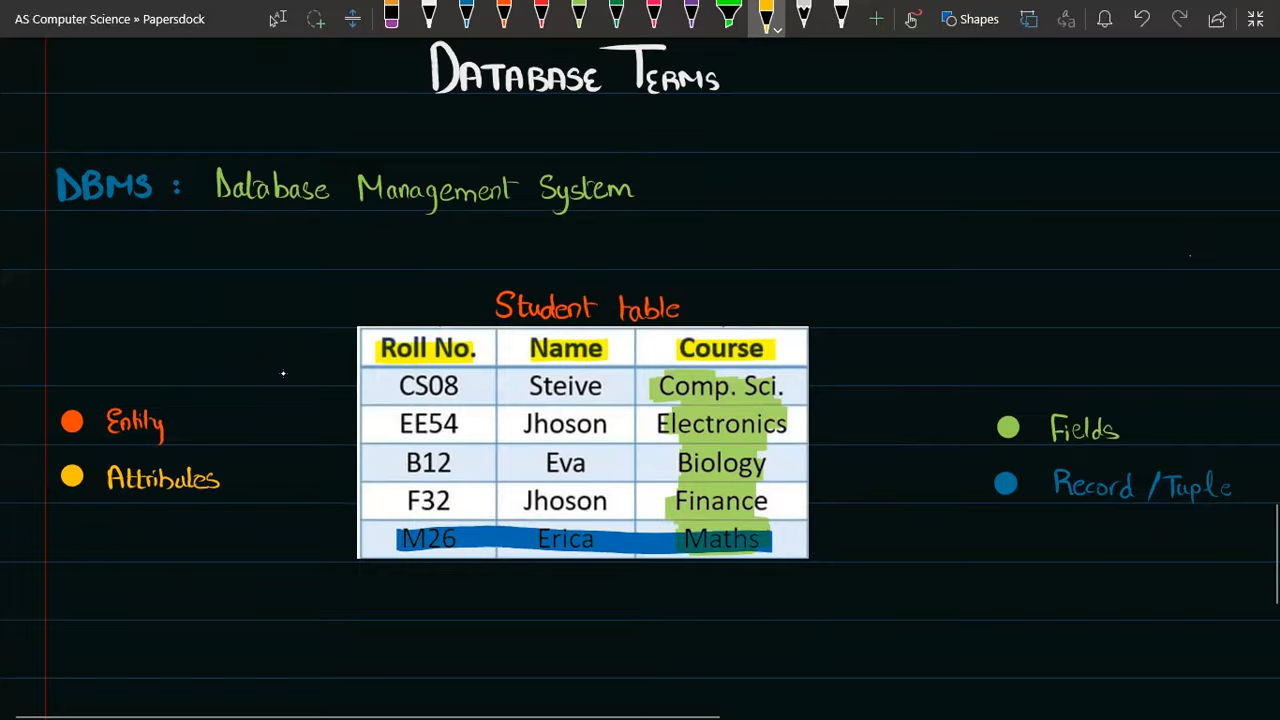 AS Computer Science » Papersdock
Shapes
DATABASE TERMS
DBMS : Database Management System
Student table
Roll No. Name Course
CS08 Steive Comp. Sci.
EE54 Jhoson Electronics
B12 Eva Biology
F32 Jhoson Finance
M26 Erica Maths
Entity
Attributes
Fields
Record / Tuple